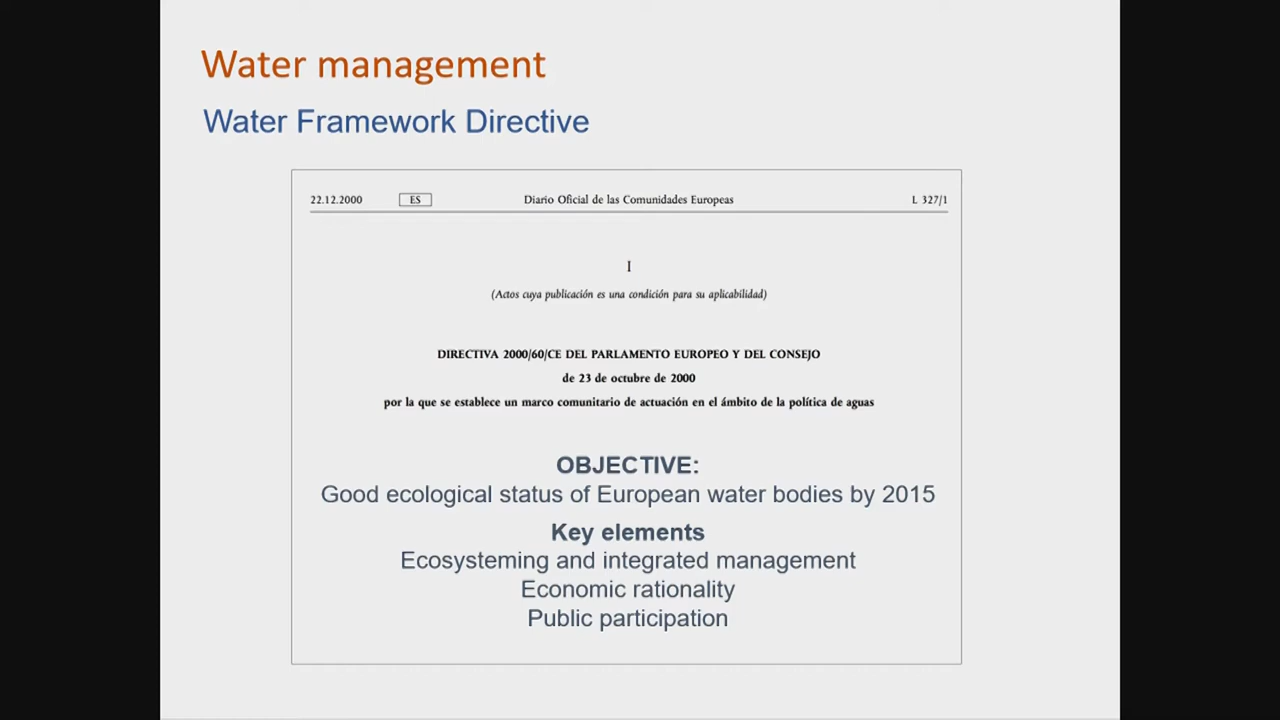 Water management
Water Framework Directive
22.12.2000 ES Diario Oficial de las Comunidades Europeas L 327/1
I
(Actos cuya publicación es una condición para su aplicabilidad)
DIRECTIVA 2000/60/CE DEL PARLAMENTO EUROPEO Y DEL CONSEJO
de 23 de octubre de 2000
por la que se establece un marco comunitario de actuación en el ámbito de la política de aguas
OBJECTIVE:
Good ecological status of European water bodies by 2015
Key elements
Ecosysteming and integrated management
Economic rationality
Public participation